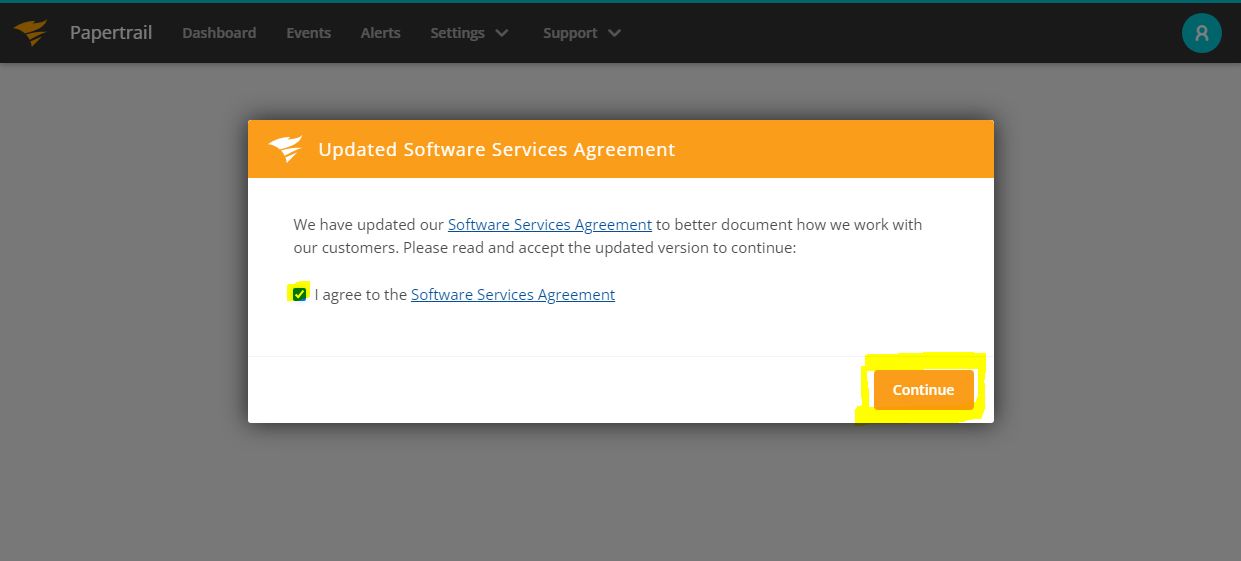 Papertrail Dashboard Events Alerts Settings Support
Updated Software Services Agreement
We have updated our Software Services Agreement to better document how we work with
our customers. Please read and accept the updated version to continue:
I agree to the Software Services Agreement
Continue